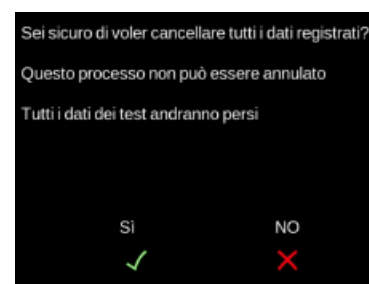 Sei sicuro di voler cancellare tutti i dati registrati?
Questo processo non può essere annulato
Tutti i dati dei test andranno persi
Sì NO